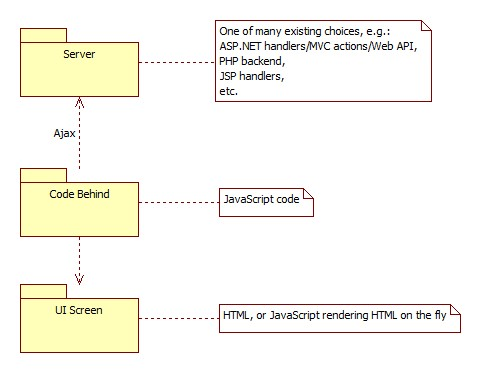 Server
One of many existing choices, e.g.:
ASP.NET handlers/MVC actions/Web API,
PHP backend,
JSP handlers,
etc.
Ajax
Code Behind
JavaScript code
UI Screen
HTML, or JavaScript rendering HTML on the fly